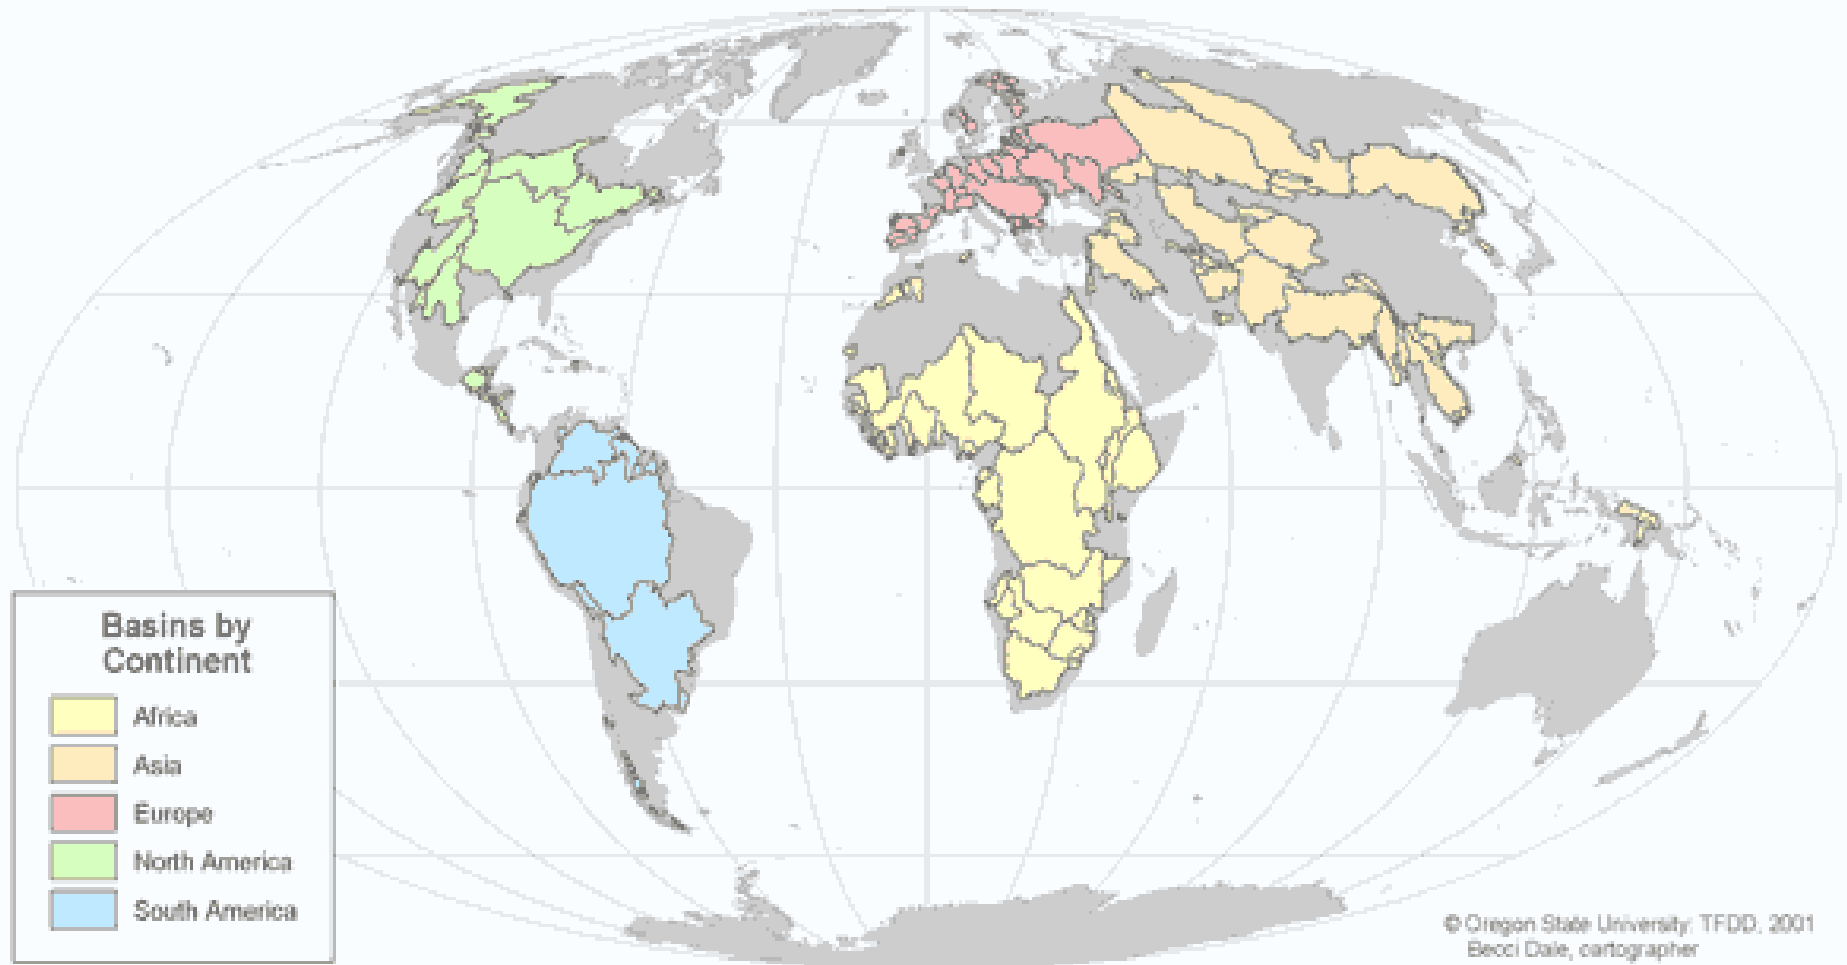 Basins by
Continent
Africa
Asia
Europe
North America
South America
© Oregon State University: TFDD, 2001
Becci Dale, cartographer